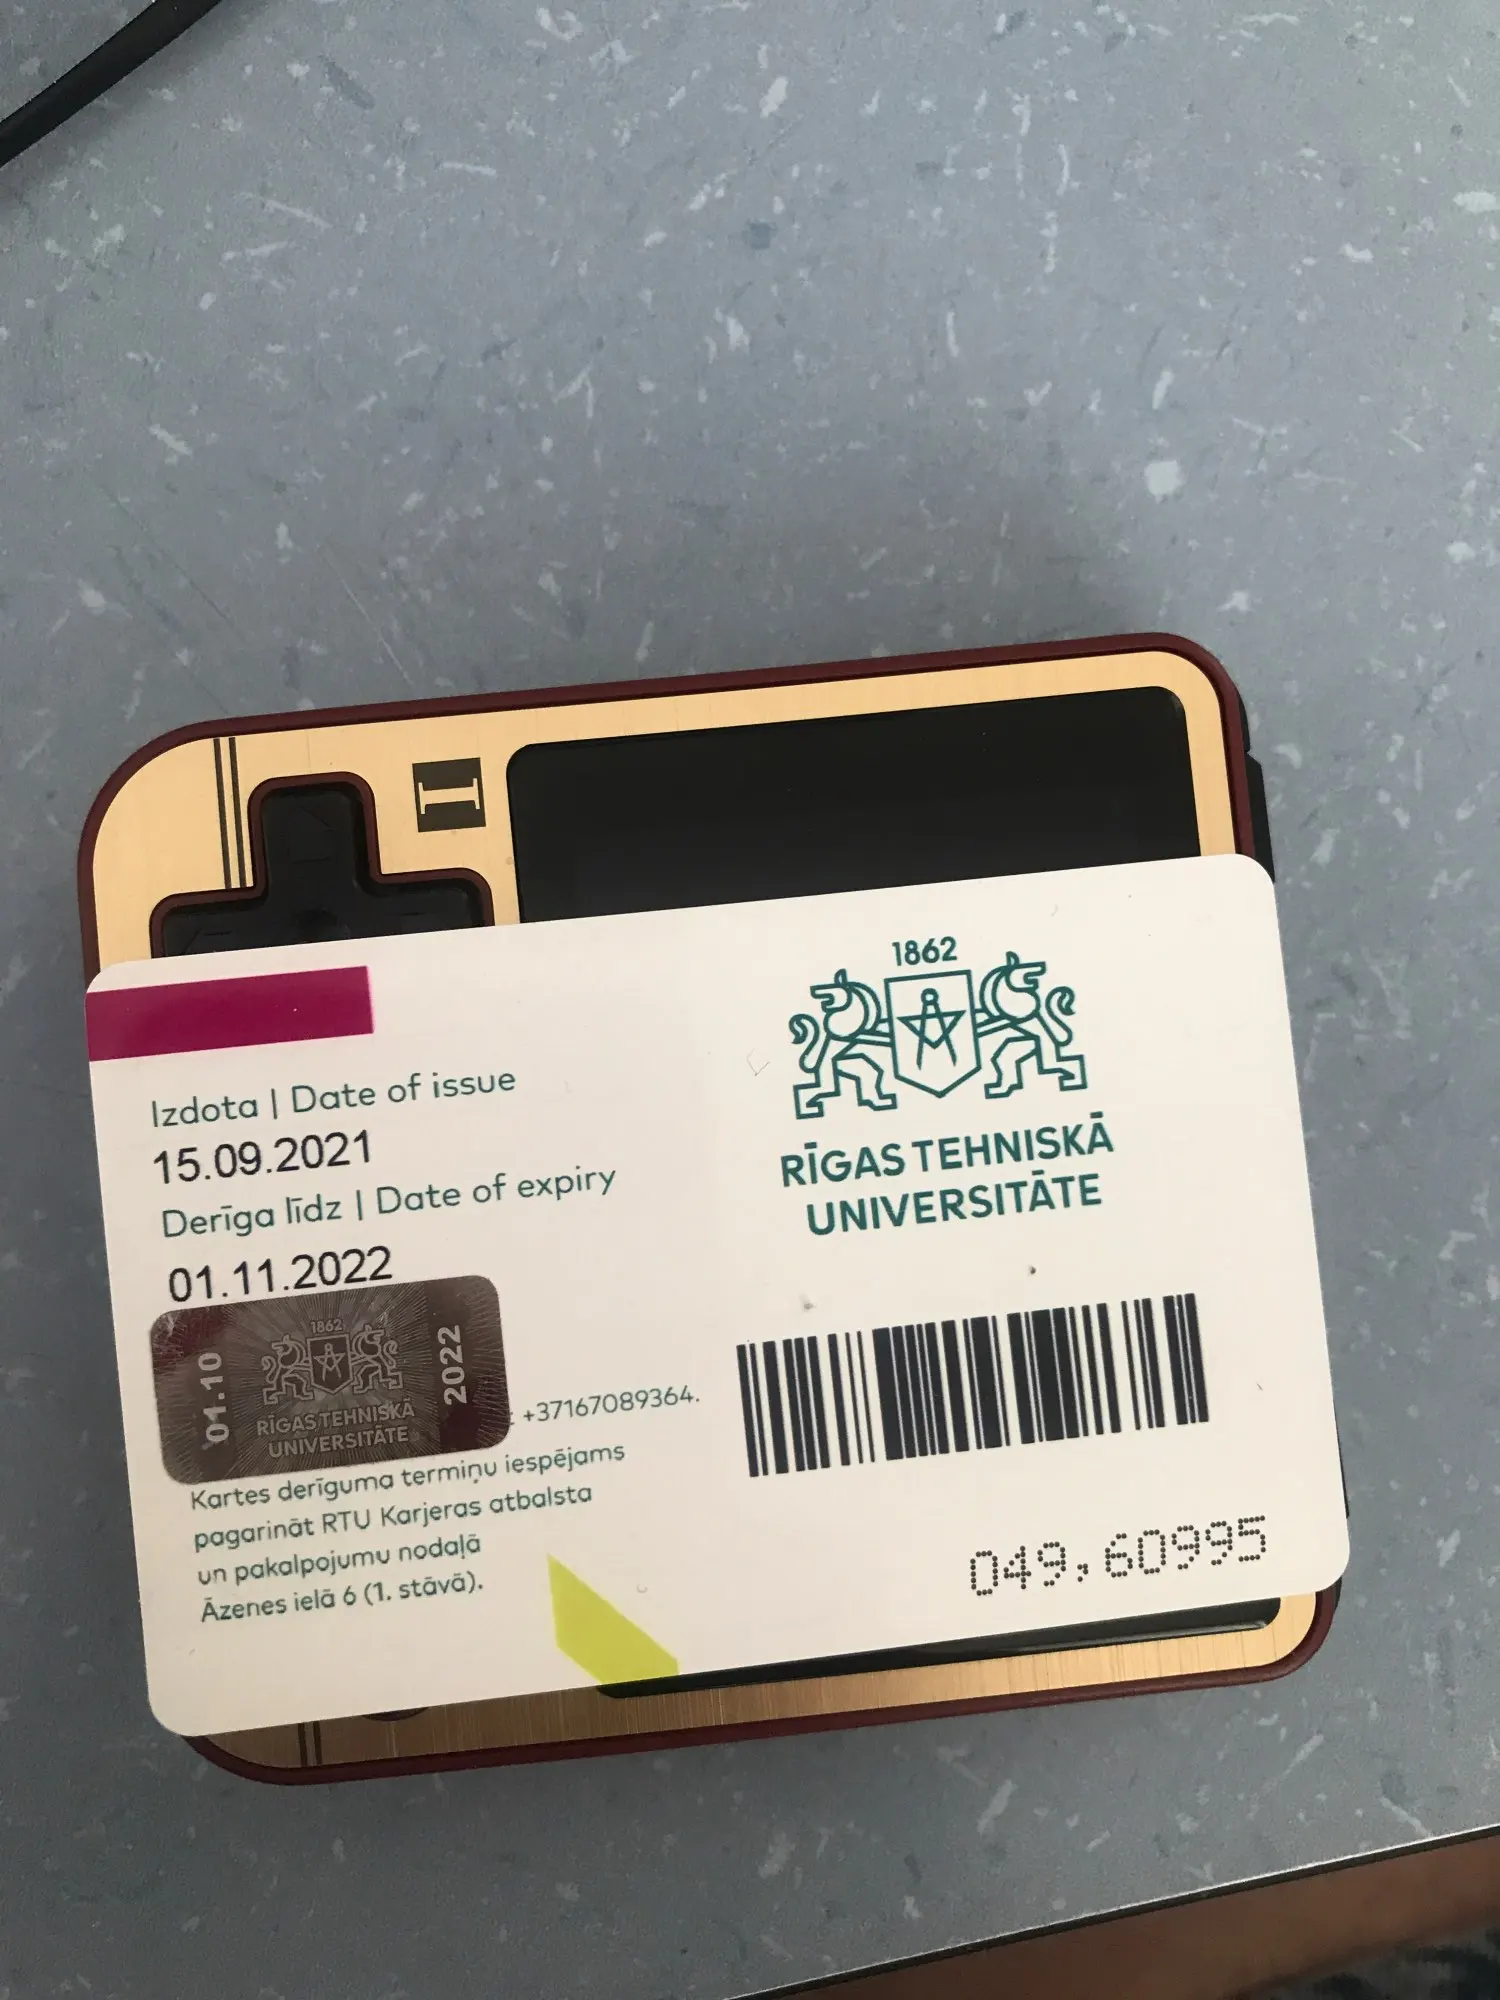 I
Izdota | Date of issue
15.09.2021
Derīga līdz | Date of expiry
01.11.2022
01.10
1862
RĪGAS TEHNISKĀ
UNIVERSITĀTE
2022
: +37167089364.
Kartes derīguma termiņu iespējams
pagarināt RTU Karjeras atbalsta
un pakalpojumu nodaļā
Āzenes ielā 6 (1. stāvā).
1862
RĪGAS TEHNISKĀ
UNIVERSITĀTE
049,60995